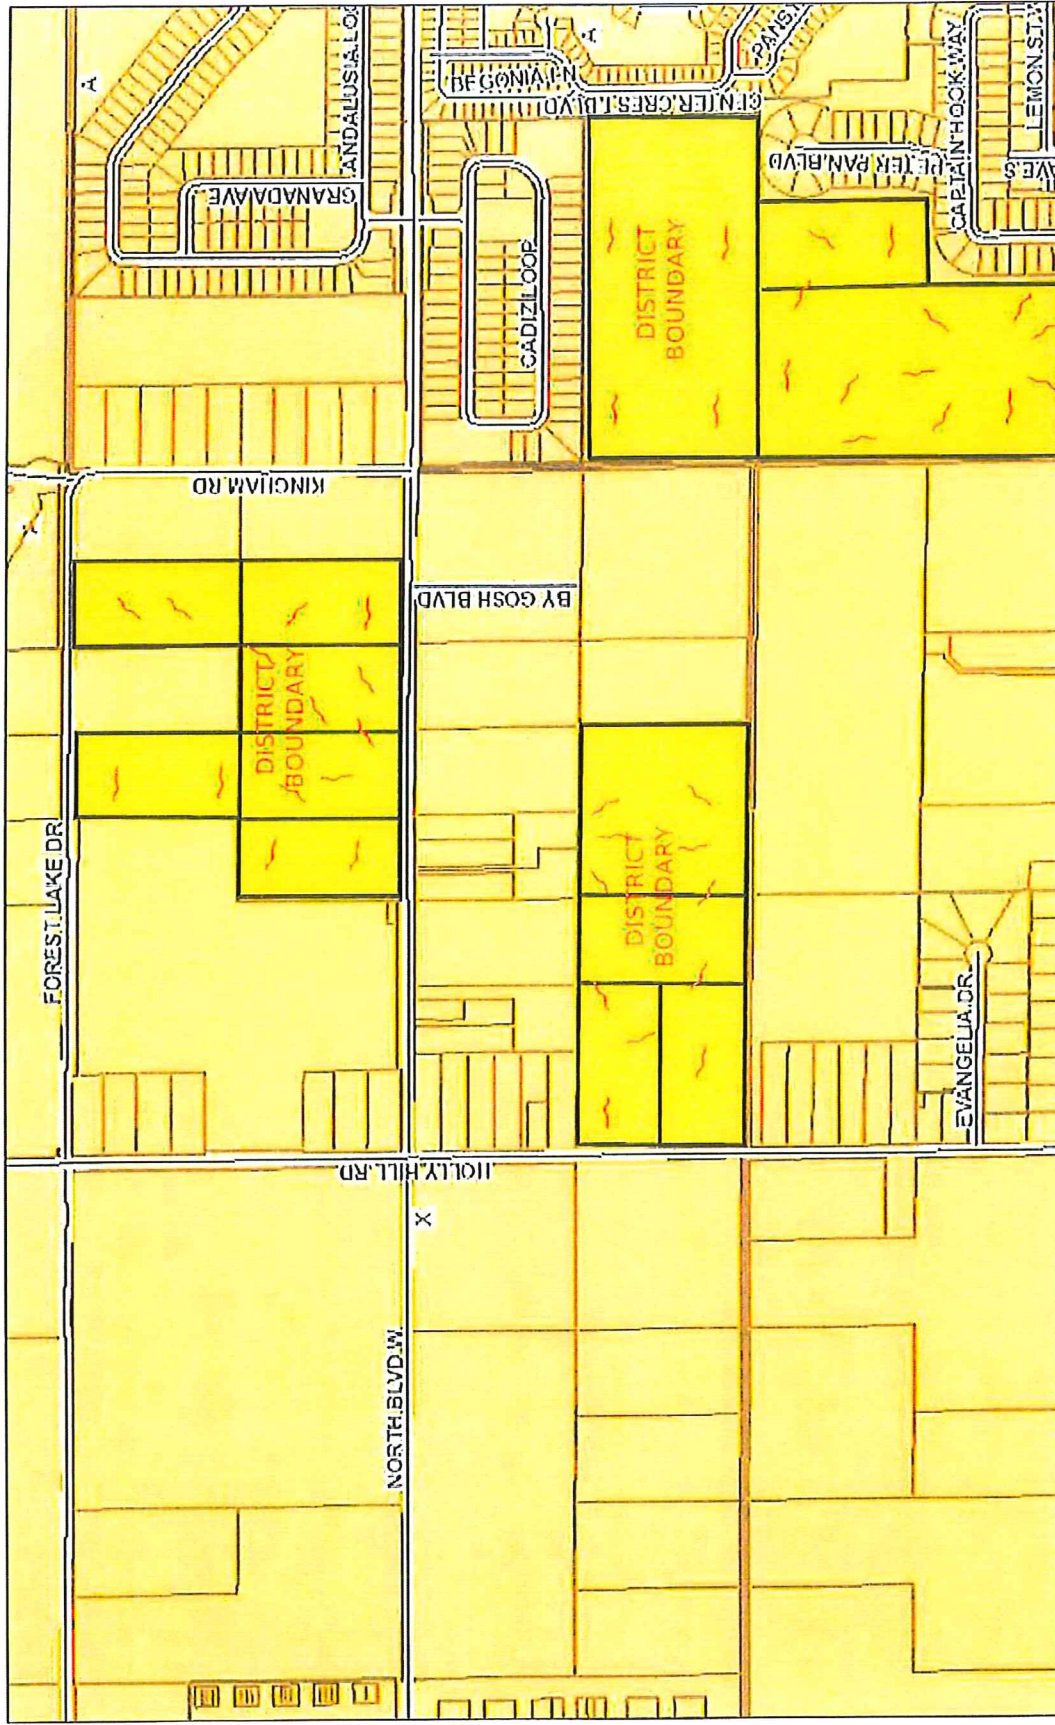 FOREST LAKE DR
NORTH BLVD W
HOLLY HILL RD
KINGHAM RD
BY GOSH BLVD
GRANADA AVE
ANDALUSIA LOO
A
CADIZ LOOP
BEGONIA LN
CENTER CREST BLVD
A
PETER PAN BLVD
CAPTAIN HOOK WAY
LEMON ST W
AVE S
EVANGELIA DR
X
DISTRICT
BOUNDARY
DISTRICT
BOUNDARY
DISTRICT
BOUNDARY